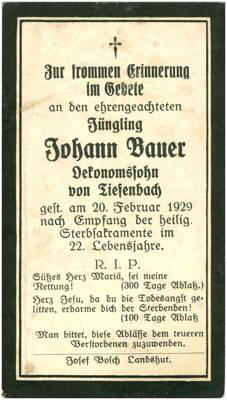 Zur frommen Erinnerung
im Gebete
an den ehrengeachteten
Jüngling
Johann Bauer
Oekonomssohn
von Tiefenbach
gest. am 20. Februar 1929
nach Empfang der heilig.
Sterbsakramente im
22. Lebensjahre.
R. I. P.
Süßes Herz Mariä, sei meine
Rettung! (300 Tage Ablaß.)
Herz Jesu, da du die Todesangst ge-
litten, erbarme dich der Sterbenden!
(100 Tage Ablaß
Man bittet, diese Ablässe dem teueren
Verstorbenen zuzuwenden.
Josef Bosch Landshut.